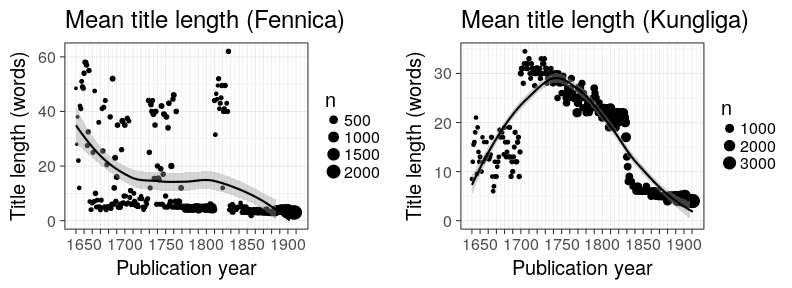 Mean title length (Fennica)
Title length (words)
60
40
20
0
1650 1700 1750 1800 1850 1900
Publication year
n
500
1000
1500
2000
Mean title length (Kungliga)
Title length (words)
30
20
10
0
1650 1700 1750 1800 1850 1900
Publication year
n
1000
2000
3000